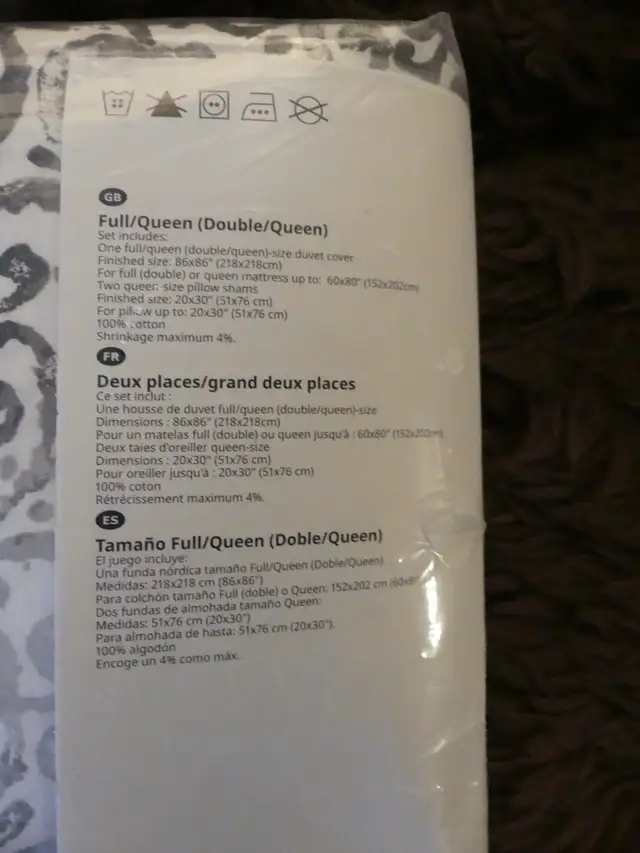 GB
Full/Queen (Double/Queen)
Set includes:
One full/queen (double/queen)-size duvet cover
Finished size: 86x86" (218x218cm)
For full (double) or queen mattress up to: 60x80" (152x202cm)
Two queen-size pillow shams
Finished size: 20x30" (51x76 cm)
For pillow up to: 20x30" (51x76 cm)
100% cotton
Shrinkage maximum 4%.
FR
Deux places/grand deux places
Ce set inclut :
Une housse de duvet full/queen (double/queen)-size
Dimensions : 86x86" (218x218cm)
Pour un matelas full (double) ou queen jusqu'à : 60x80" (152x202cm)
Deux taies d'oreiller queen-size
Dimensions : 20x30" (51x76 cm)
Pour oreiller jusqu'à : 20x30" (51x76 cm)
100% coton
Rétrécissement maximum 4%.
ES
Tamaño Full/Queen (Doble/Queen)
El juego incluye:
Una funda nórdica tamaño Full/Queen (Doble/Queen)
Medidas: 218x218 cm (86x86")
Para colchón tamaño Full (doble) o Queen: 152x202 cm
Dos fundas de almohada tamaño Queen:
Medidas: 51x76 cm (20x30")
Para almohada de hasta: 51x76 cm (20x30").
100% algodón
Encoge un 4% como máx.